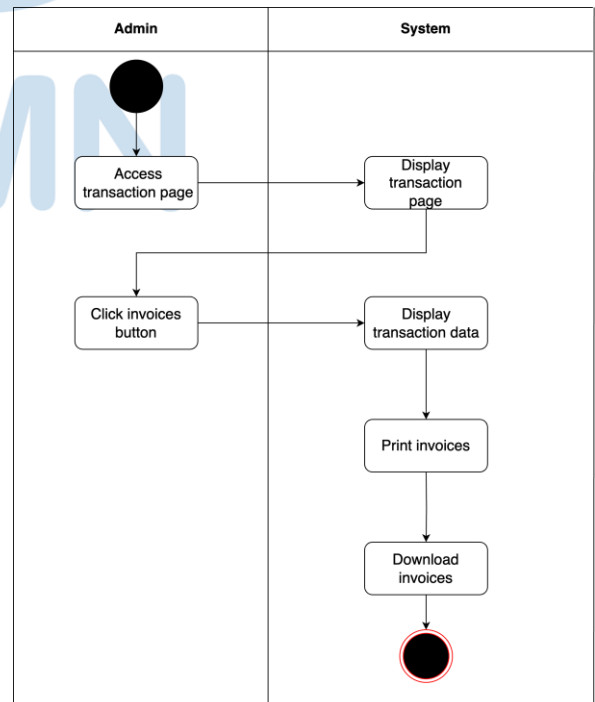 Admin
System
Access
transaction page
Display
transaction
page
Click invoices
button
Display
transaction data
Print invoices
Download
invoices